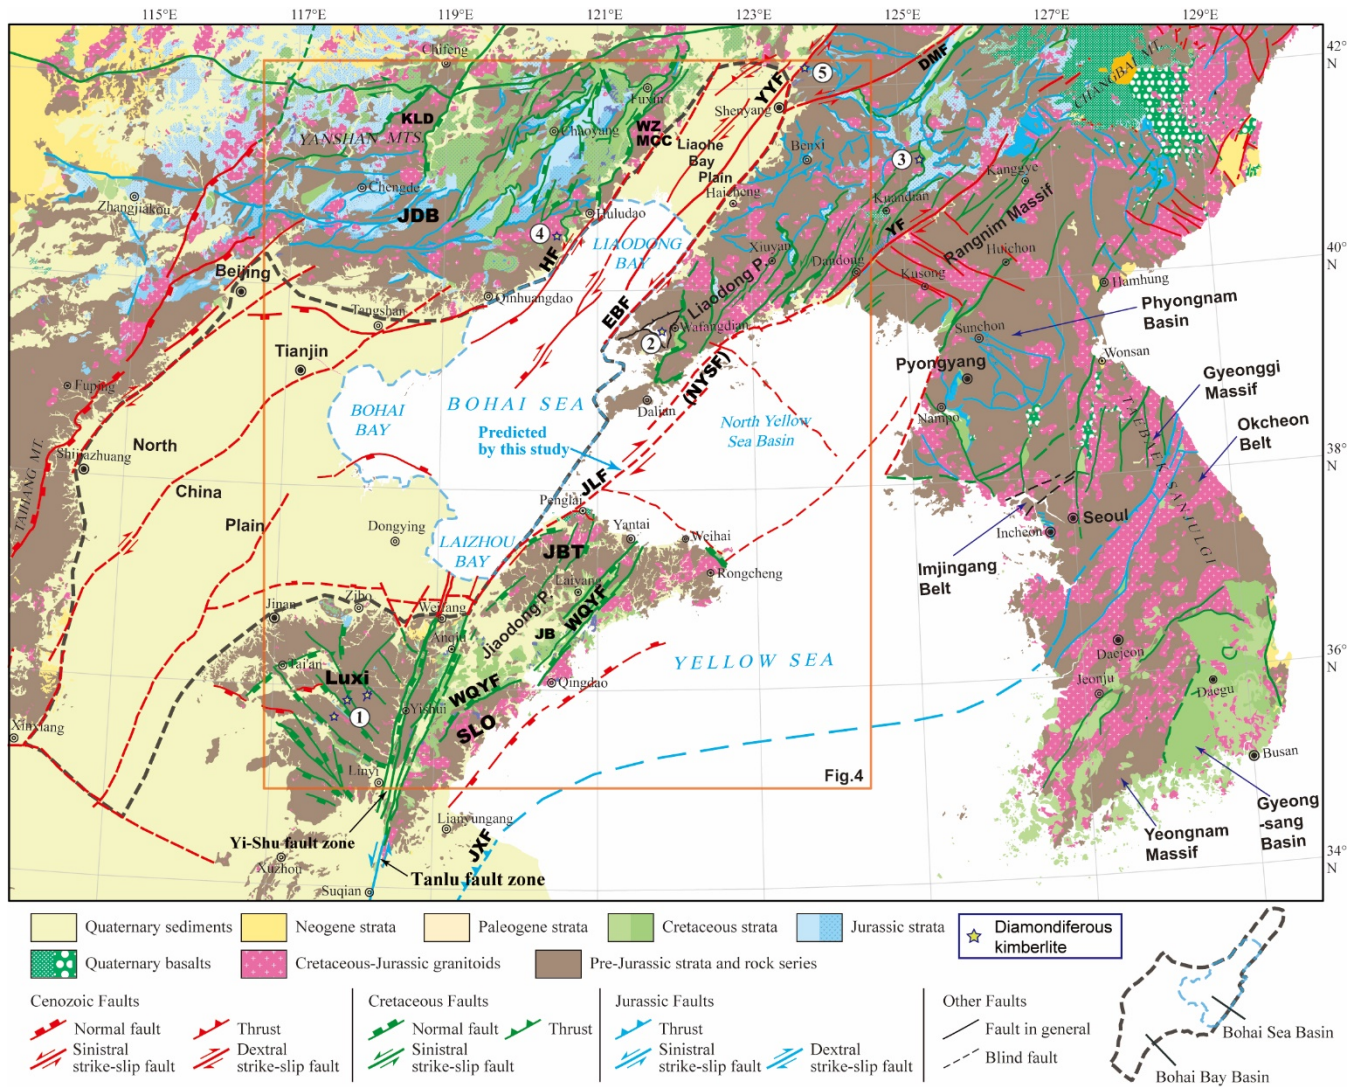 115°E 117°E 119°E 121°E 123°E 125°E 127°E 129°E
42°
N
40°
N
38°
N
36°
N
34°
N
Chifeng
Fuxin
Shenyang
YYF
5
DMF
CHANGBAI MT.
KLD
YANSHAN MTS.
Chaoyang
WZ
MCC
Liaohe
Bay
Plain
Benxi
3
Haicheng
Kanggye
Kuandian
Zhangjiakou
Chengde
JDB
Huludao
4
HF
LIAODONG
BAY
Xiuyan
YF
Rangnim Massif
Huichon
Dandong
Kusong
Hamhung
Beijing
Qinhuangdao
Tangshan
EBF
Liaodong P.
Wafangdian
2
Phyongnam
Basin
Sunchon
Tianjin
Wonsan
Pyongyang
Gyeonggi
Massif
Fuping
(NYSF)
Dalian
BOHAI
BAY
BOHAI SEA
Predicted
by this study
North Yellow
Sea Basin
Nampo
TAEBAEK SANJULGI
Okcheon
Belt
North
Shijiazhuang
TAIHANG MT.
China
Plain
JLF
Penglai
Dongying
LAIZHOU
BAY
Yantai
Weihai
Seoul
Incheon
JBT
Rongcheng
Imjingang
Belt
Laiyang
Jinan
Zibo
Weifang
Anqiu
Jiaodong P.
WQYF
JB
Tai'an
Luxi
YELLOW SEA
Daejeon
Jeonju
Daegu
Qingdao
WQYF
SLO
1
Yishui
Xinxiang
Linyi
Fig.4
Busan
Lianyungang
JXF
Yi-Shu fault zone
Xuzhou
Tanlu fault zone
Suqian
Yeongnam
Massif
Gyeong
-sang
Basin
Quaternary sediments
Neogene strata
Paleogene strata
Cretaceous strata
Jurassic strata
Diamondiferous
kimberlite
Quaternary basalts
Cretaceous-Jurassic granitoids
Pre-Jurassic strata and rock series
Cenozoic Faults
Normal fault
Thrust
Sinistral
strike-slip fault
Dextral
strike-slip fault
Cretaceous Faults
Normal fault
Thrust
Sinistral
strike-slip fault
Jurassic Faults
Thrust
Sinistral
strike-slip fault
Dextral
strike-slip fault
Other Faults
Fault in general
Blind fault
Bohai Sea Basin
Bohai Bay Basin